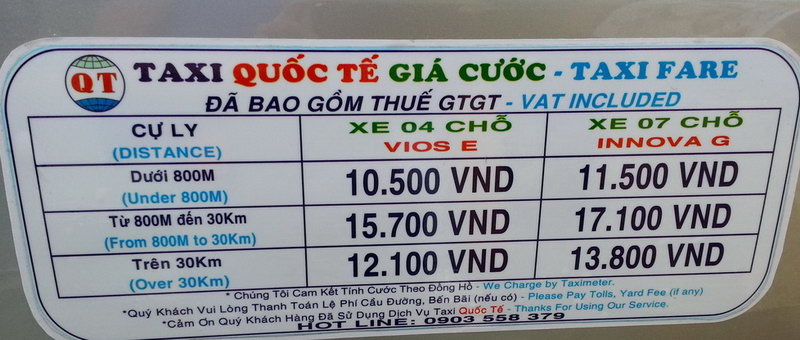 QT TAXI QUỐC TẾ GIÁ CƯỚC - TAXI FARE
ĐÃ BAO GỒM THUẾ GTGT - VAT INCLUDED
CỰ LY (DISTANCE) XE 04 CHỖ VIOS E XE 07 CHỖ INNOVA G
Dưới 800M (Under 800M) 10.500 VND 11.500 VND
Từ 800M đến 30Km (From 800M to 30Km) 15.700 VND 17.100 VND
Trên 30Km (Over 30Km) 12.100 VND 13.800 VND
* Chúng Tôi Cam Kết Tính Cước Theo Đồng Hồ - We Charge by Taximeter.
*Quý Khách Vui Lòng Thanh Toán Lệ Phí Cầu Đường, Bến Bãi (nếu có) - Please Pay Tolls, Yard Fee (if any)
*Cảm Ơn Quý Khách Hàng Đã Sử Dụng Dịch Vụ Taxi Quốc Tế - Thanks For Using Our Service.
HOT LINE: 0903 558 379